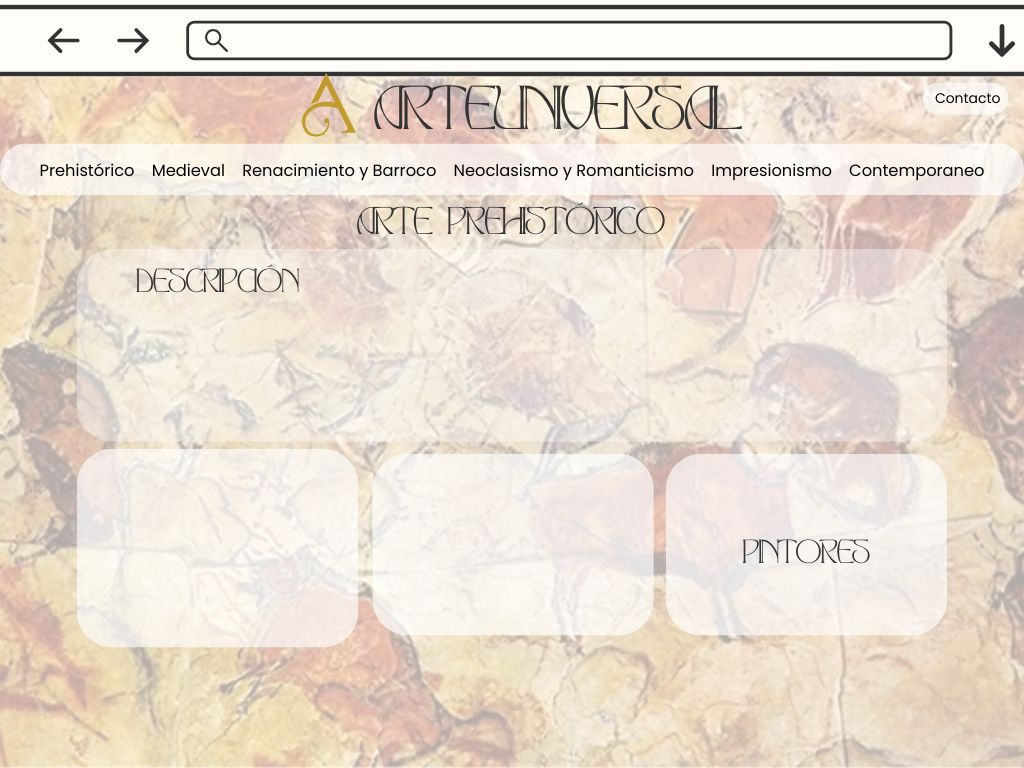 A ARTEUNIVERSAL
Contacto
Prehistórico Medieval Renacimiento y Barroco Neoclasismo y Romanticismo Impresionismo Contemporaneo
ARTE PREHISTÓRICO
DESCRIPCIÓN
PINTORES